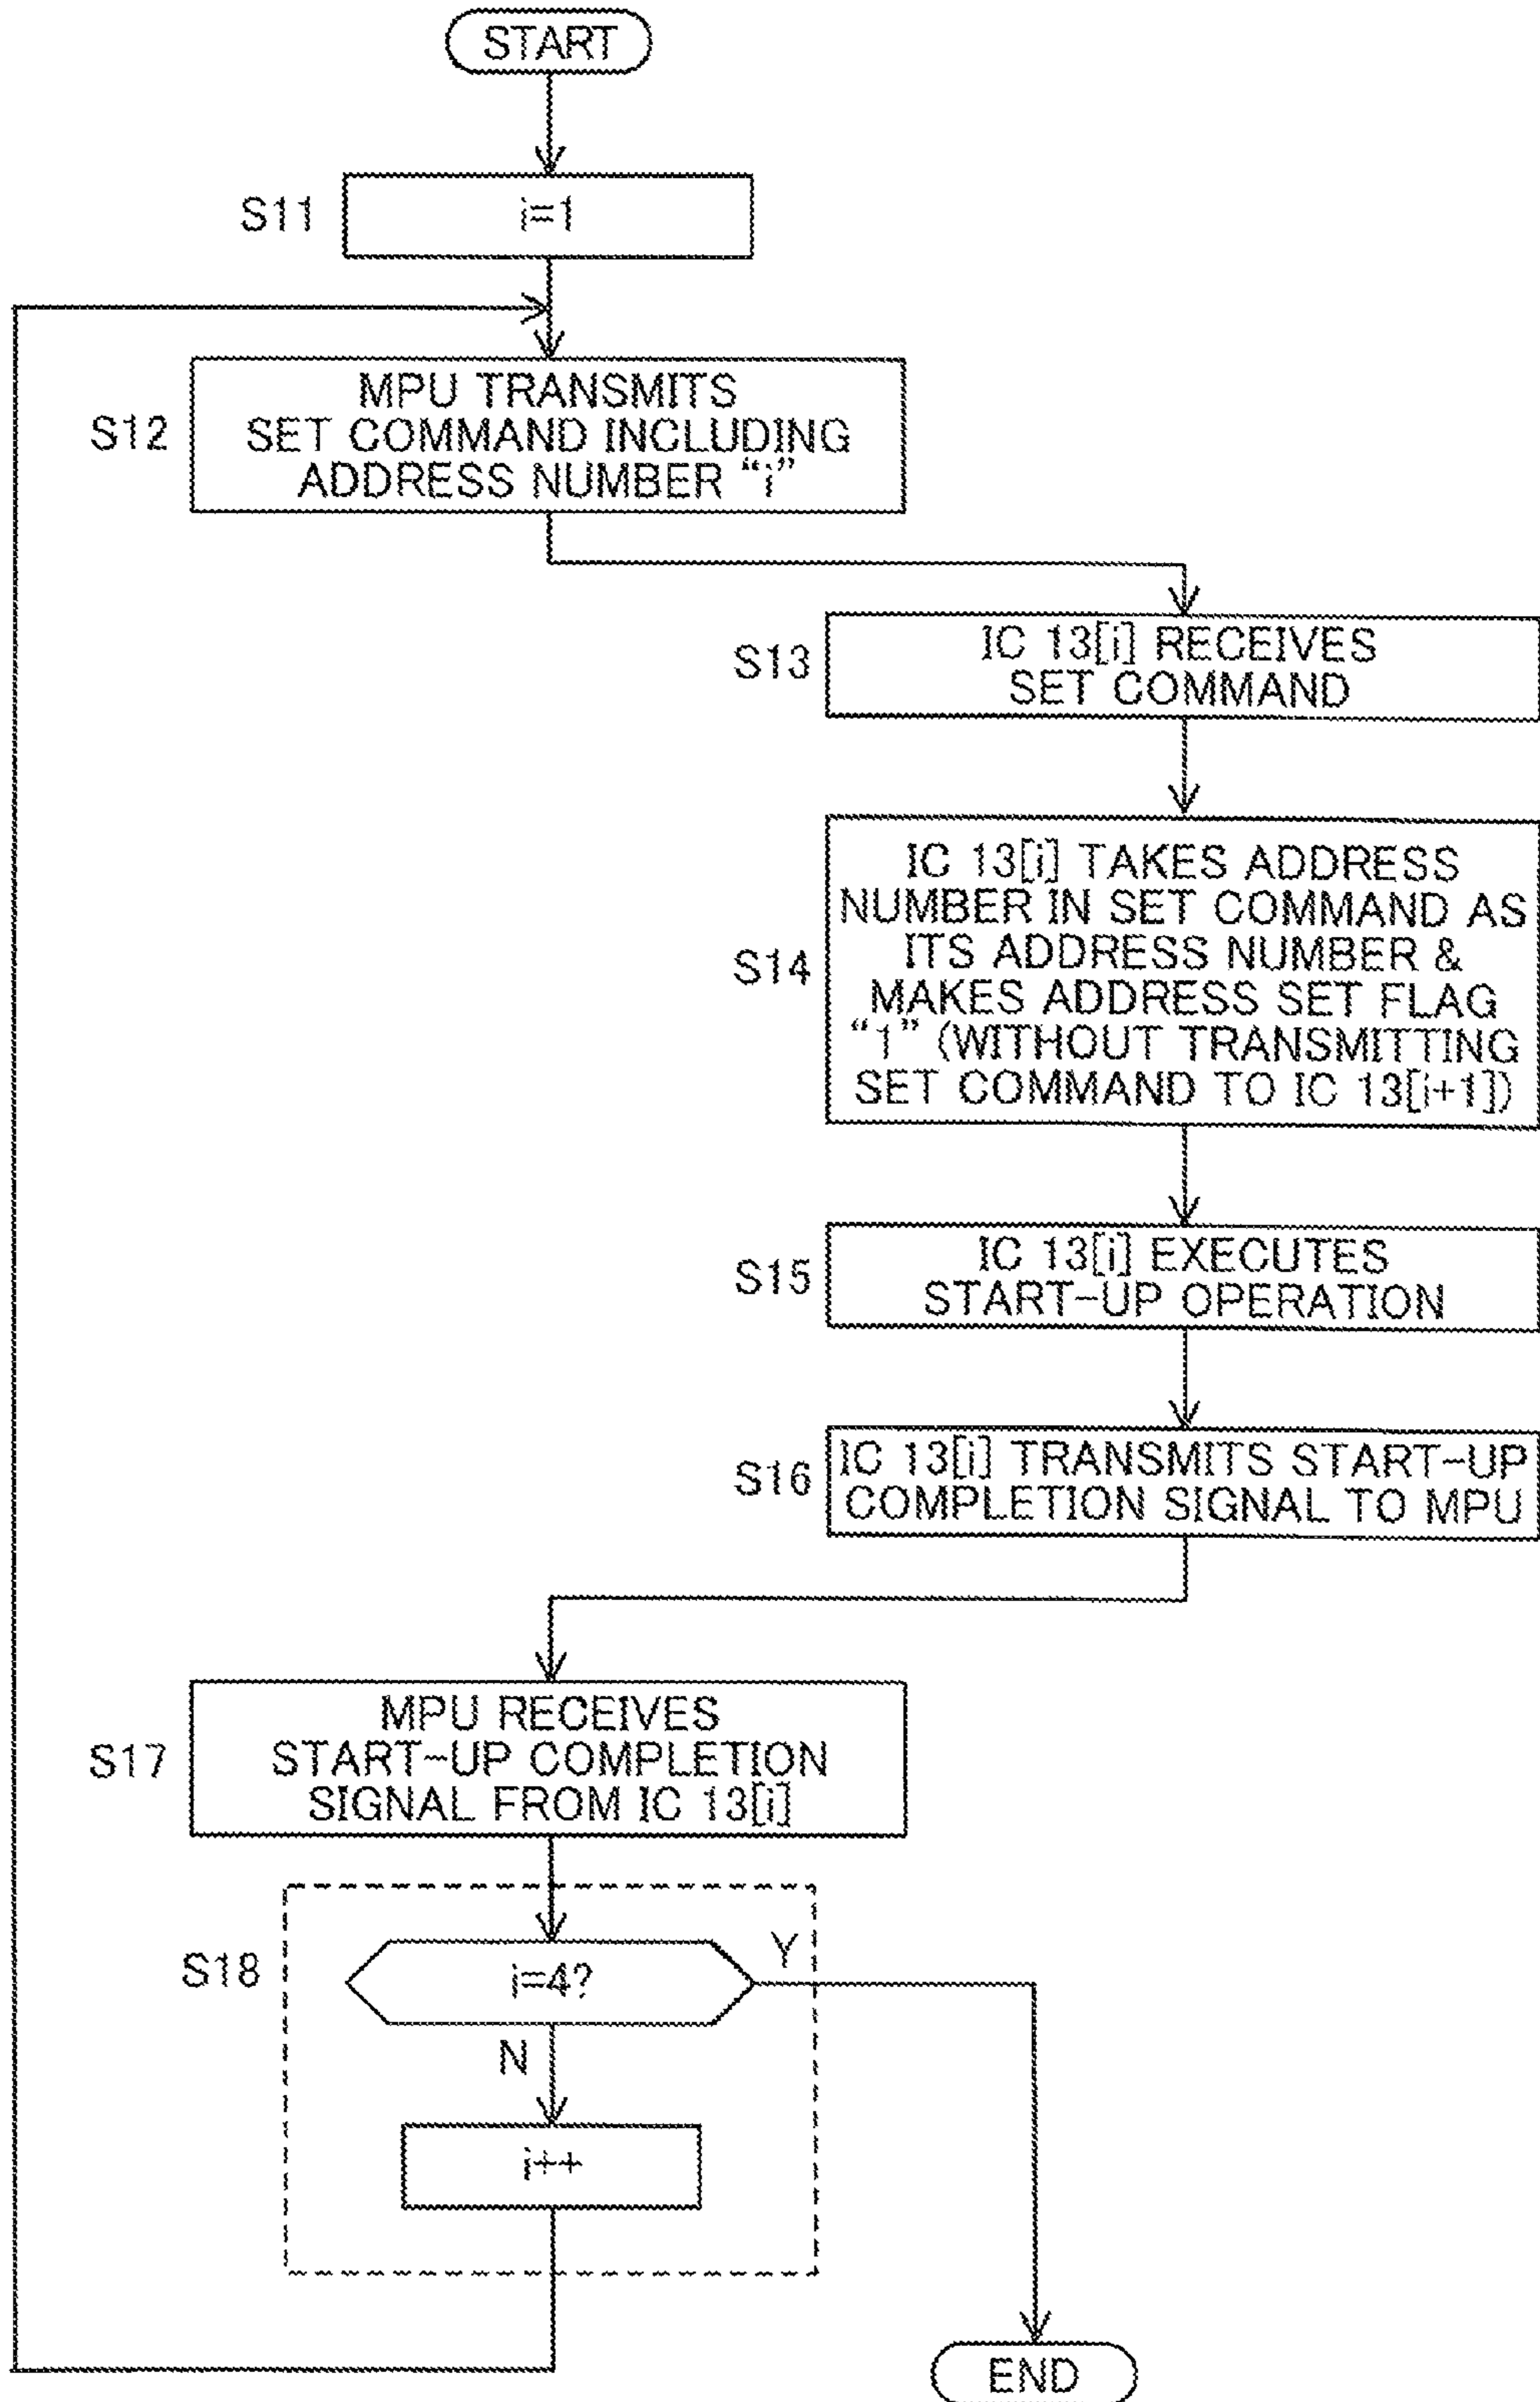 START
S11
i=1
S12
MPU TRANSMITS
SET COMMAND INCLUDING
ADDRESS NUMBER “i”
S13
IC 13[i] RECEIVES
SET COMMAND
S14
IC 13[i] TAKES ADDRESS
NUMBER IN SET COMMAND AS
ITS ADDRESS NUMBER &
MAKES ADDRESS SET FLAG
“1” (WITHOUT TRANSMITTING
SET COMMAND TO IC 13[i+1])
S15
IC 13[i] EXECUTES
START-UP OPERATION
S16
IC 13[i] TRANSMITS START-UP
COMPLETION SIGNAL TO MPU
S17
MPU RECEIVES
START-UP COMPLETION
SIGNAL FROM IC 13[i]
S18
i=4?
Y
N
i++
END